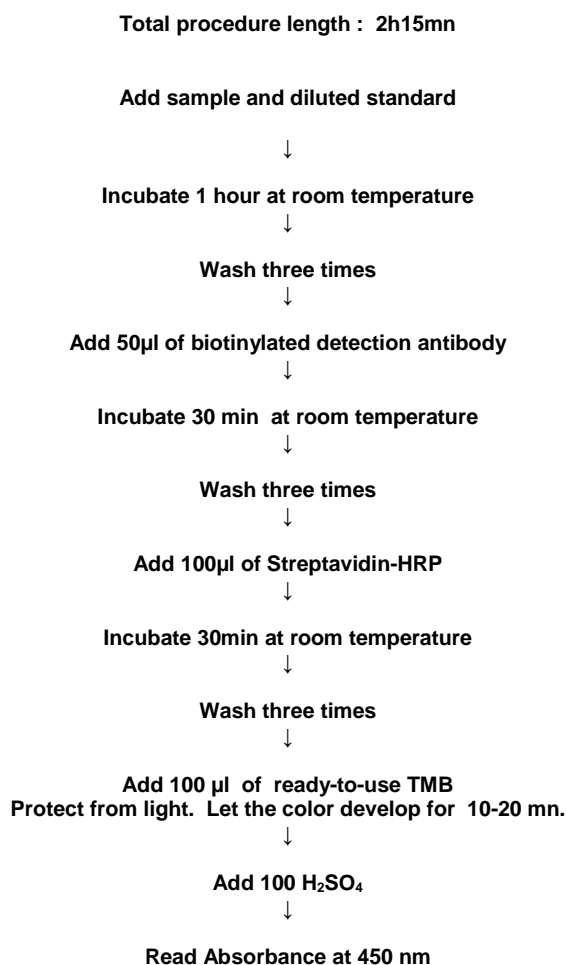 Total procedure length : 2h15mn
Add sample and diluted standard
↓
Incubate 1 hour at room temperature
↓
Wash three times
↓
Add 50µl of biotinylated detection antibody
↓
Incubate 30 min at room temperature
↓
Wash three times
↓
Add 100µl of Streptavidin-HRP
↓
Incubate 30min at room temperature
↓
Wash three times
↓
Add 100 µl of ready-to-use TMB
Protect from light. Let the color develop for 10-20 mn.
↓
Add 100 H₂SO₄
↓
Read Absorbance at 450 nm